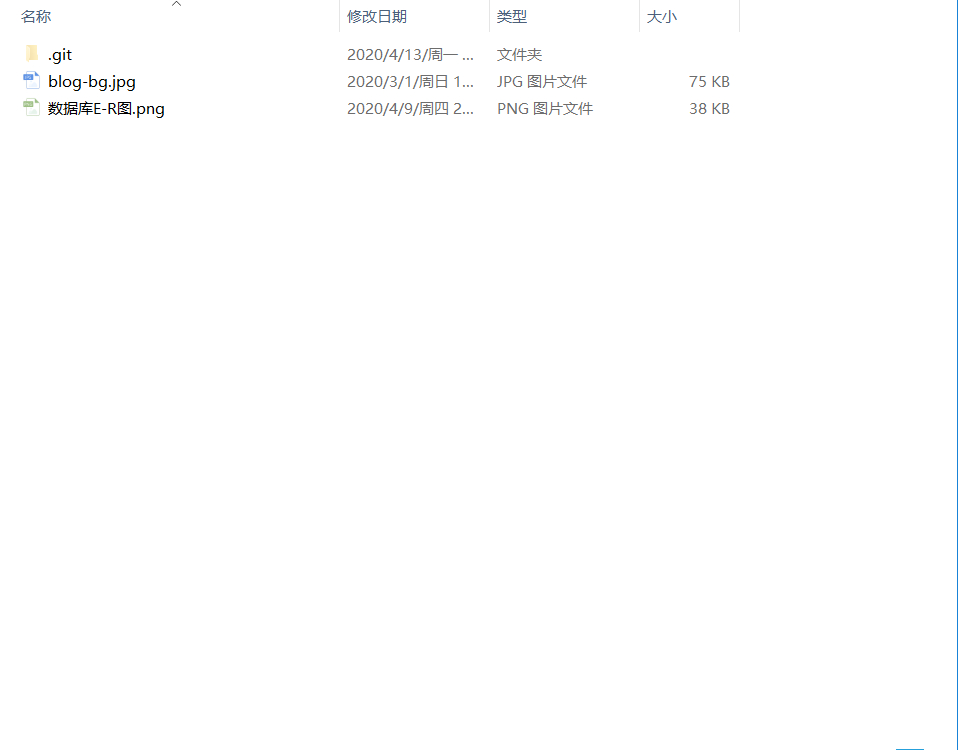 名称 修改日期 类型 大小
.git 2020/4/13/周一 ... 文件夹
blog-bg.jpg 2020/3/1/周日 1... JPG 图片文件 75 KB
数据库E-R图.png 2020/4/9/周四 2... PNG 图片文件 38 KB